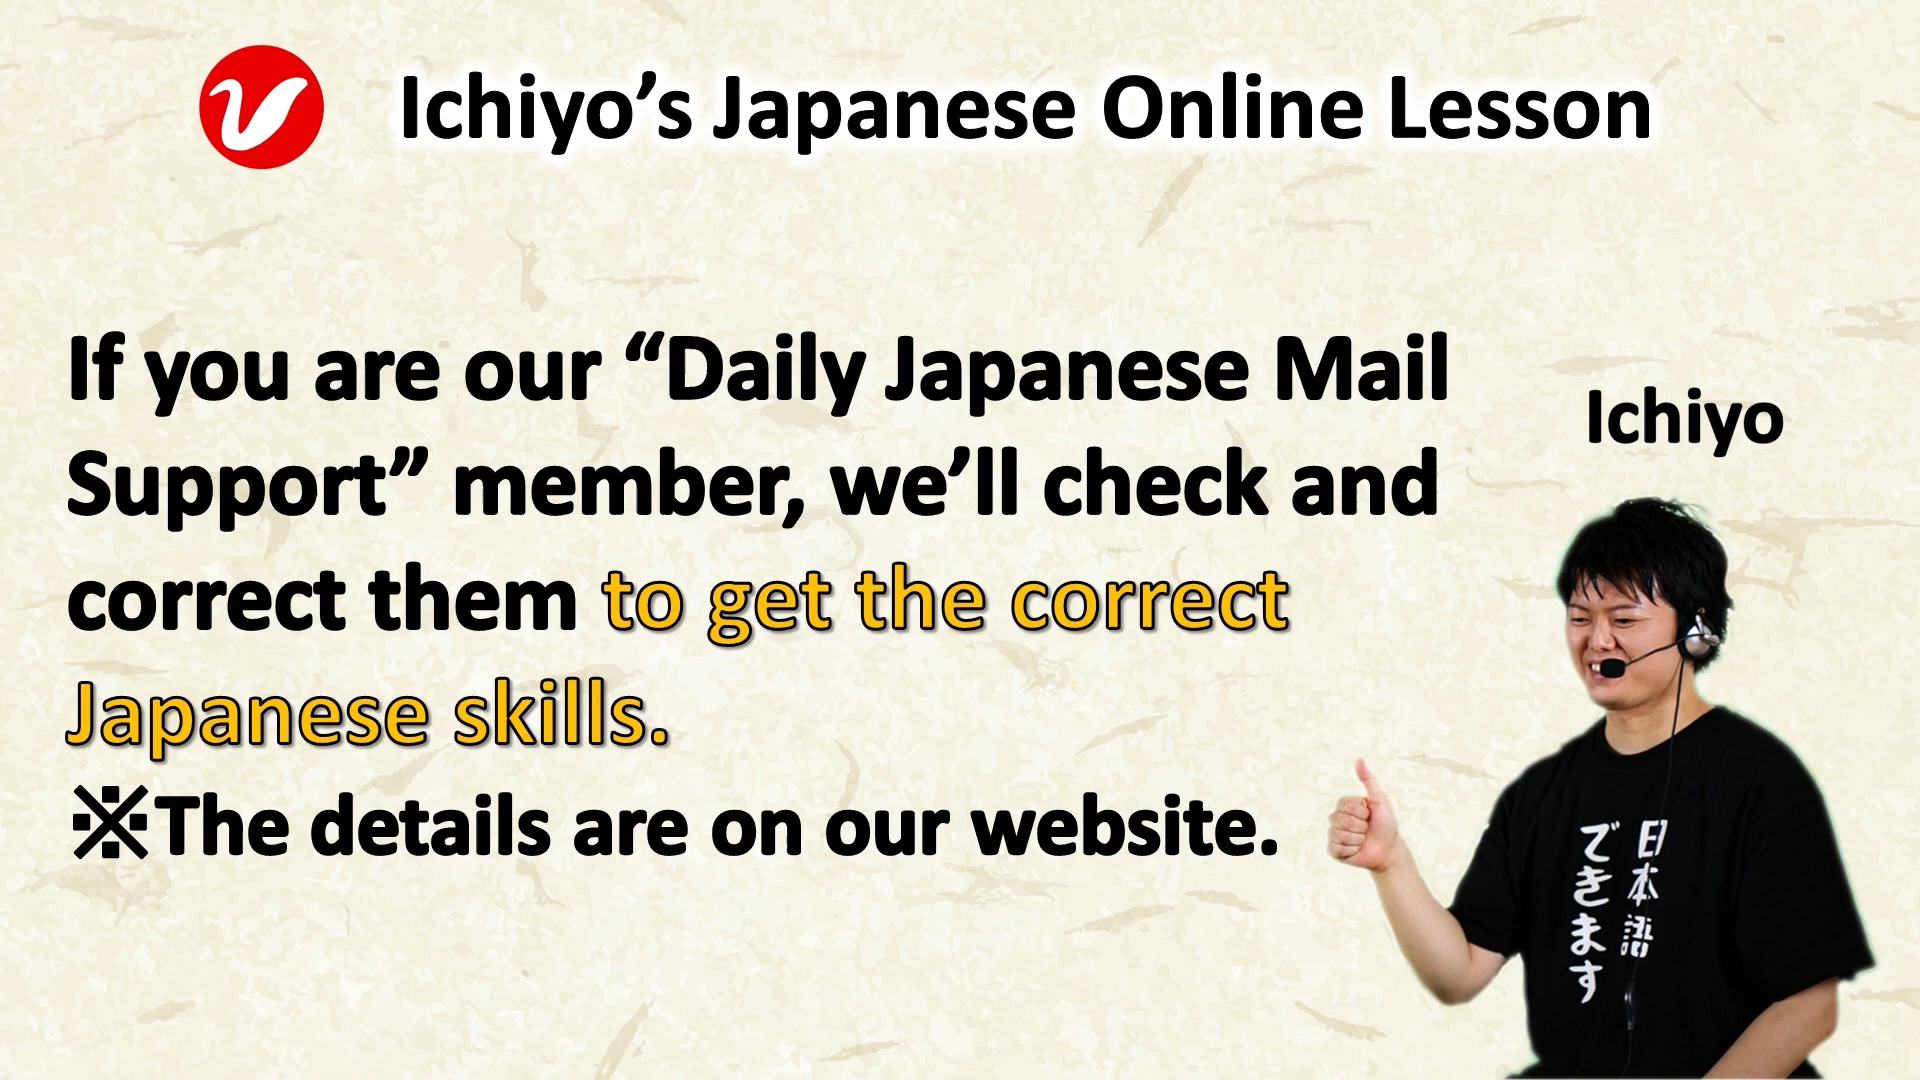 Ichiyo’s Japanese Online Lesson
If you are our “Daily Japanese Mail
Support” member, we’ll check and
correct them to get the correct
Japanese skills.
※The details are on our website.
Ichiyo
日本語
できます